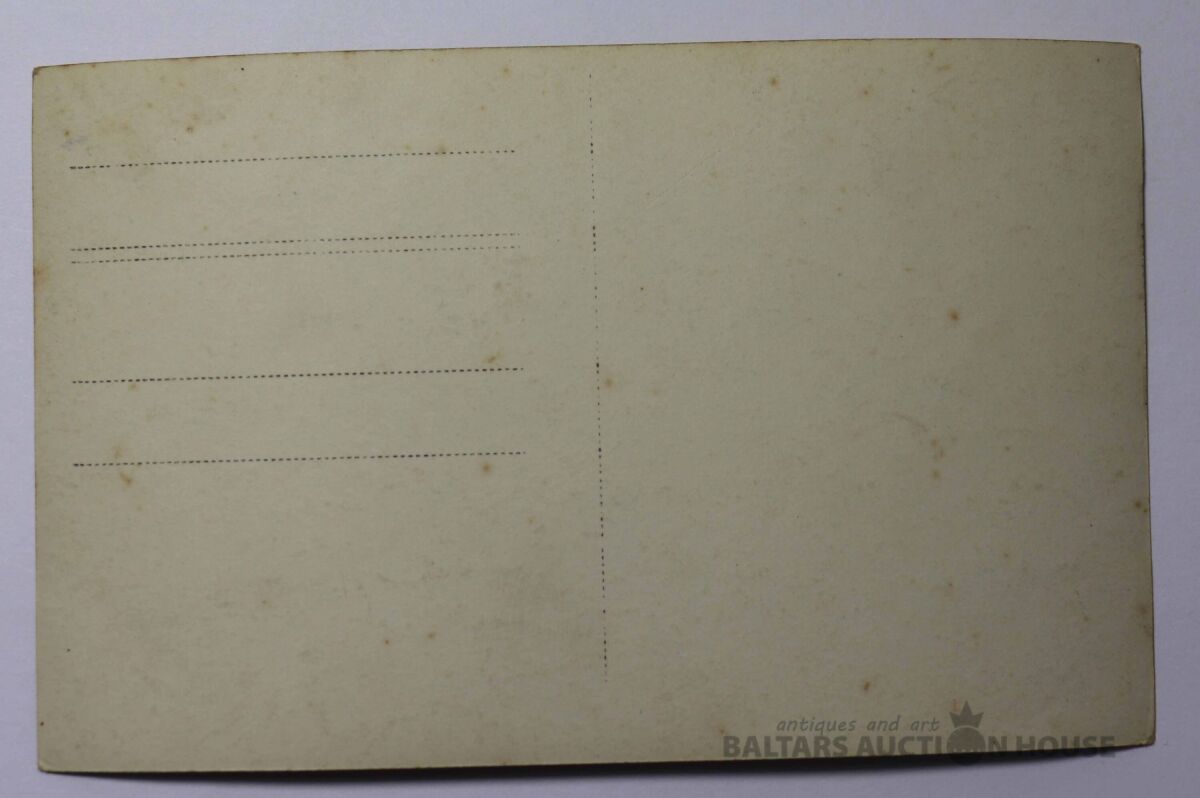 antiques and art
BALTARS AUCTION HOUSE